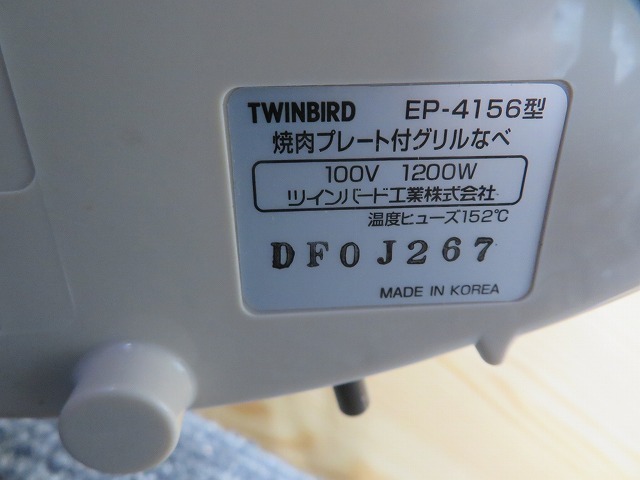 TWINBIRD EP-4156型
焼肉プレート付グリルなべ
100V 1200W
ツインバード工業株式会社
温度ヒューズ152℃
DF0J267
MADE IN KOREA